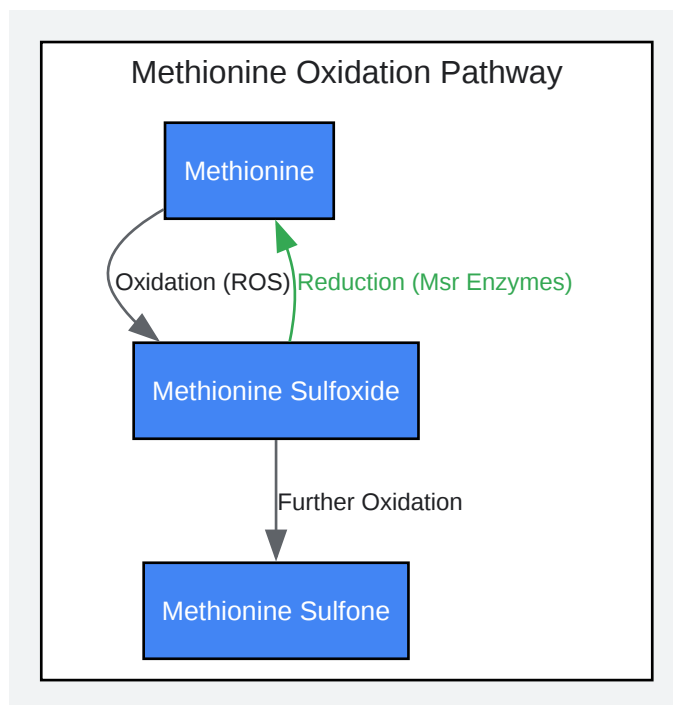 Methionine Oxidation Pathway
Methionine
Oxidation (ROS)
Reduction (Msr Enzymes)
Methionine Sulfoxide
Further Oxidation
Methionine Sulfone